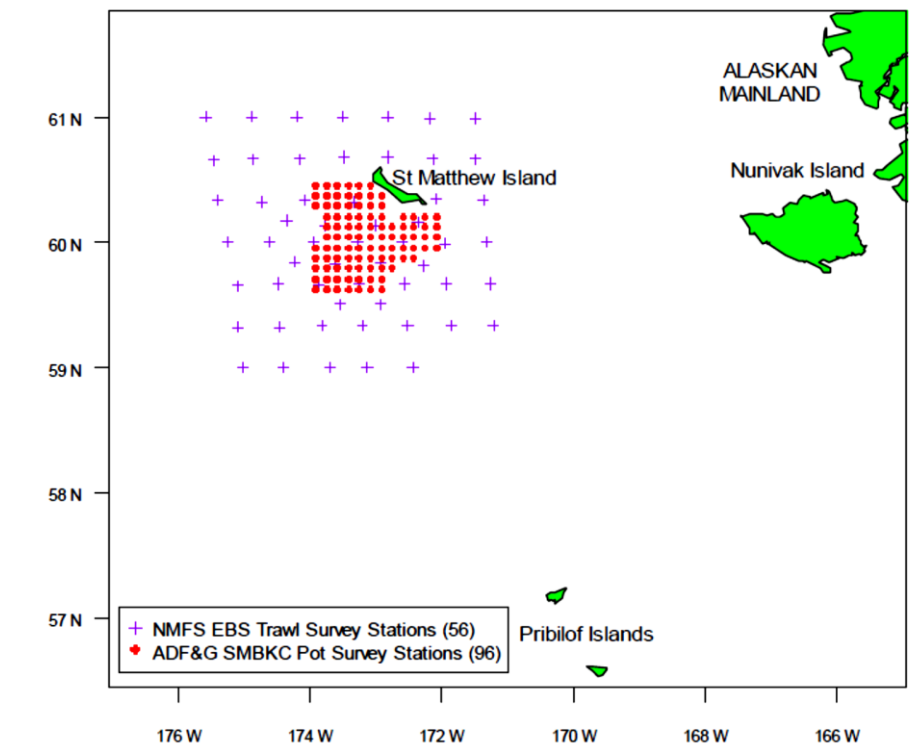 ALASKAN
MAINLAND
61 N
St Matthew Island
Nunivak Island
60 N
59 N
58 N
57 N
NMFS EBS Trawl Survey Stations (56)
ADF&G SMBKC Pot Survey Stations (96)
Pribilof Islands
176 W
174 W
172 W
170 W
168 W
166 W